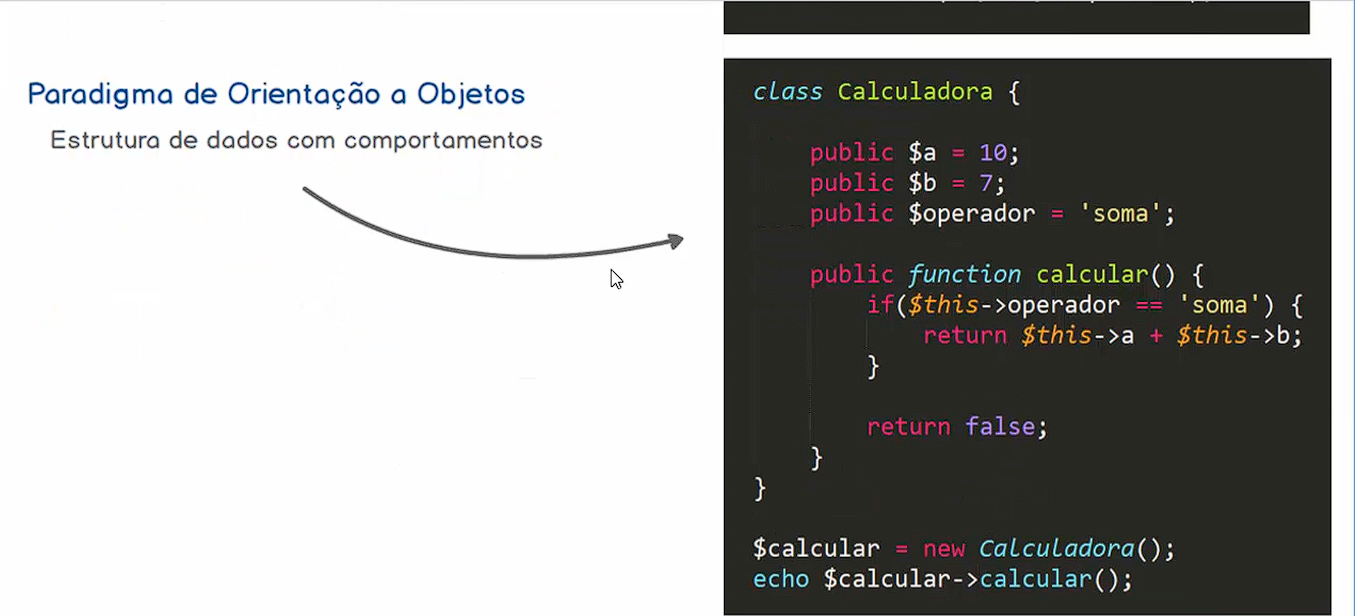 Paradigma de Orientação a Objetos
Estrutura de dados com comportamentos
class Calculadora {
public $a = 10;
public $b = 7;
public $operador = 'soma';
public function calcular() {
if($this->operador == 'soma') {
return $this->a + $this->b;
}
return false;
}
}
$calcular = new Calculadora();
echo $calcular->calcular();